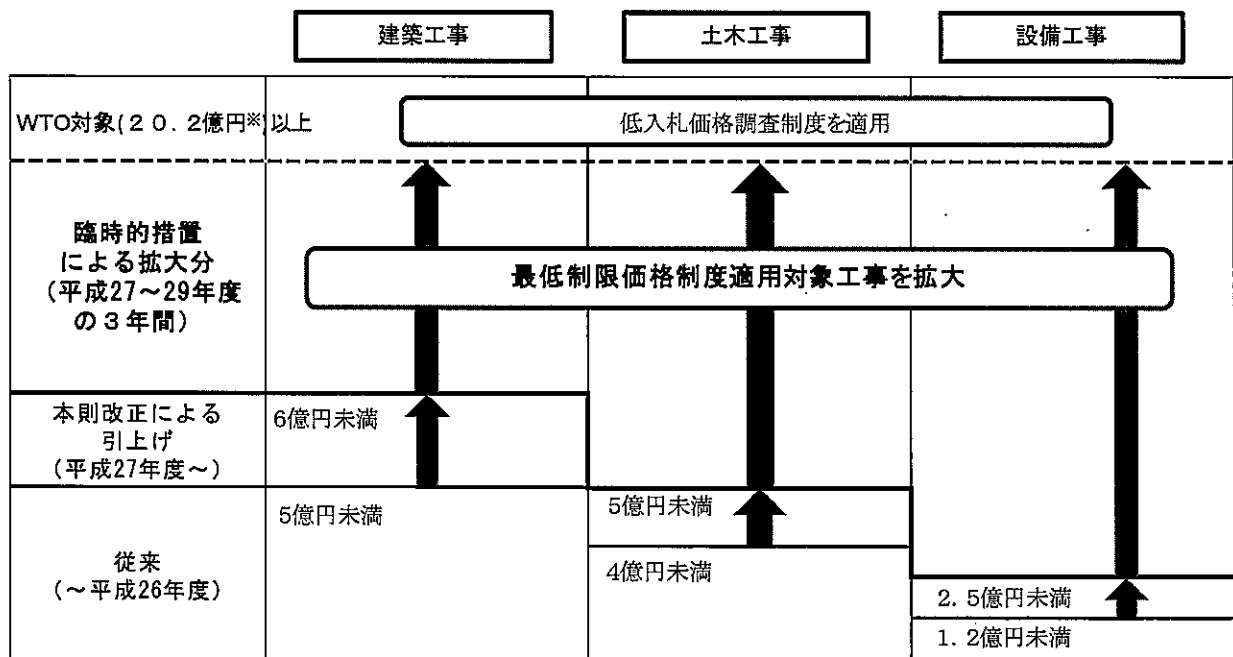 建築工事
土木工事
設備工事
WTO対象(20.2億円※)以上
低入札価格調査制度を適用
臨時的措置
による拡大分
(平成27～29年度
の3年間)
最低制限価格制度適用対象工事を拡大
本則改正による
引上げ
(平成27年度～)
6億円未満
従来
(～平成26年度)
5億円未満
5億円未満
4億円未満
2.5億円未満
1.2億円未満